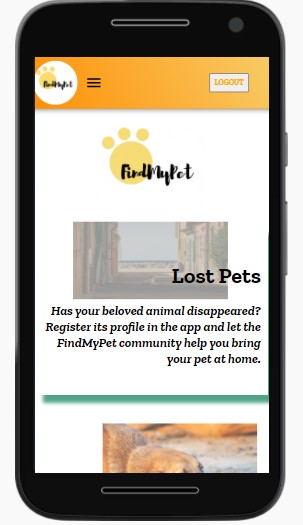 FindMyPet
LOGOUT
FindMyPet
Lost Pets
Has your beloved animal disappeared?
Register its profile in the app and let the
FindMyPet community help you bring
your pet at home.